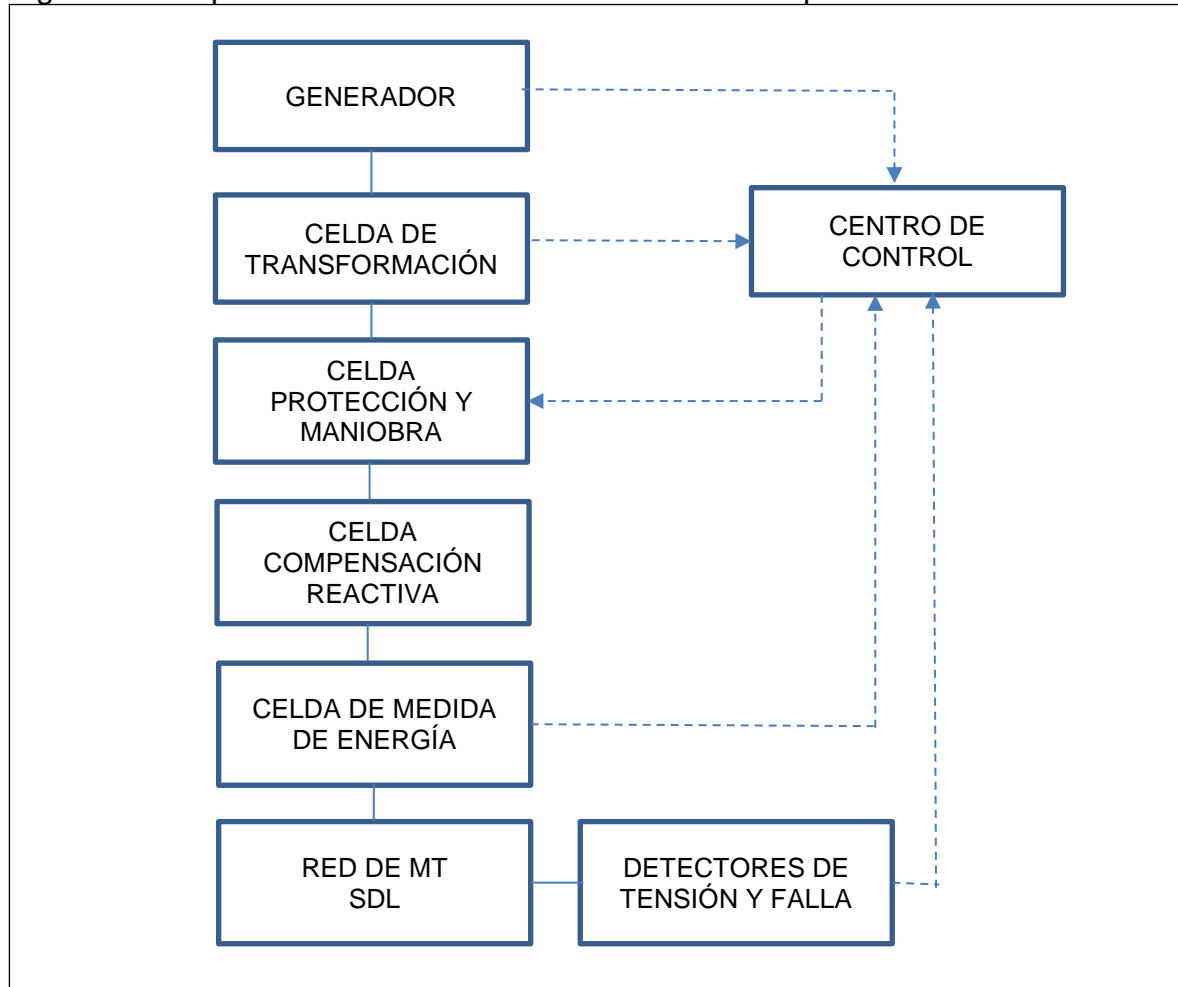 GENERADOR
CELDA DE
TRANSFORMACIÓN
CENTRO DE
CONTROL
CELDA
PROTECCIÓN Y
MANIOBRA
CELDA
COMPENSACIÓN
REACTIVA
CELDA DE MEDIDA
DE ENERGÍA
RED DE MT
SDL
DETECTORES DE
TENSIÓN Y FALLA